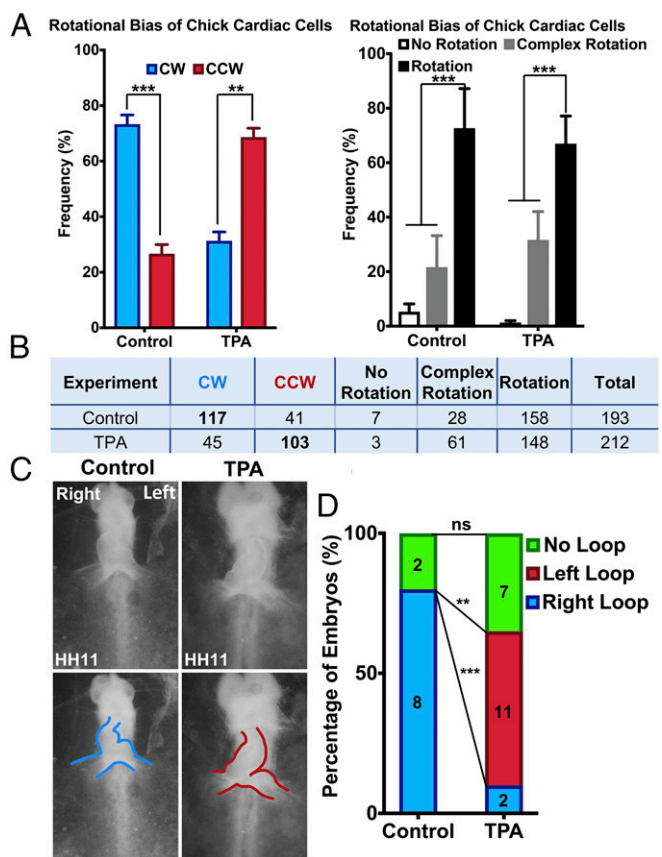 A
Rotational Bias of Chick Cardiac Cells
CW CCW
***
**
Frequency (%)
100
80
60
40
20
0
Control
TPA
Rotational Bias of Chick Cardiac Cells
No Rotation Complex Rotation
Rotation
***
***
Frequency (%)
100
80
60
40
20
0
Control
TPA
B
Experiment CW CCW No Rotation Complex Rotation Rotation Total
Control 117 41 7 28 158 193
TPA 45 103 3 61 148 212
C
Control
TPA
Right Left
HH11
HH11
D
Percentage of Embryos (%)
100
50
0
ns
**
***
2
8
7
11
2
No Loop
Left Loop
Right Loop
Control
TPA